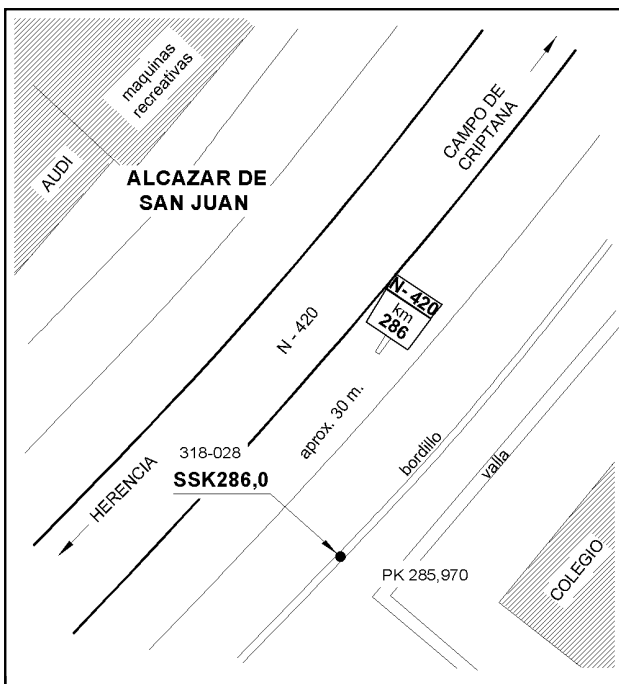 maquinas
recreativas
AUDI
ALCAZAR DE
SAN JUAN
CAMPO DE
CRIPTANA
N - 420
N- 420
km
286
aprox. 30 m.
318-028
SSK286,0
HERENCIA
bordillo
valla
PK 285,970
COLEGIO